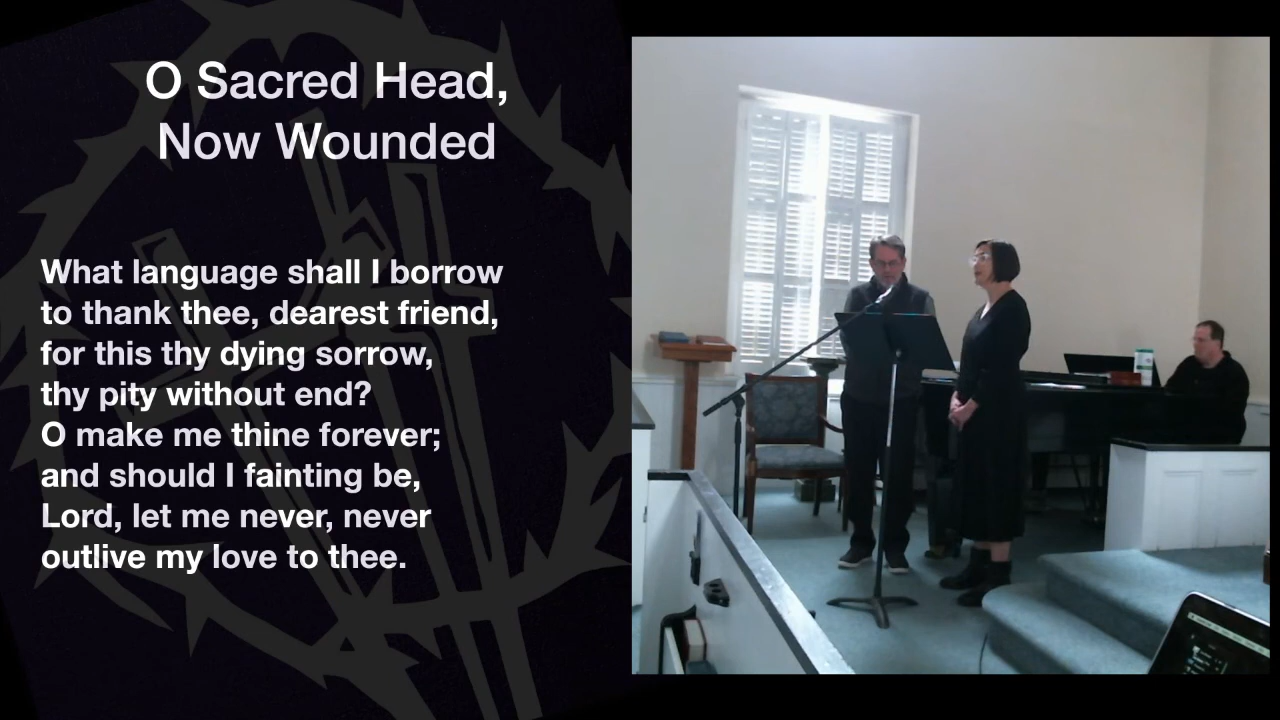 O Sacred Head,
Now Wounded
What language shall I borrow
to thank thee, dearest friend,
for this thy dying sorrow,
thy pity without end?
O make me thine forever;
and should I fainting be,
Lord, let me never, never
outlive my love to thee.